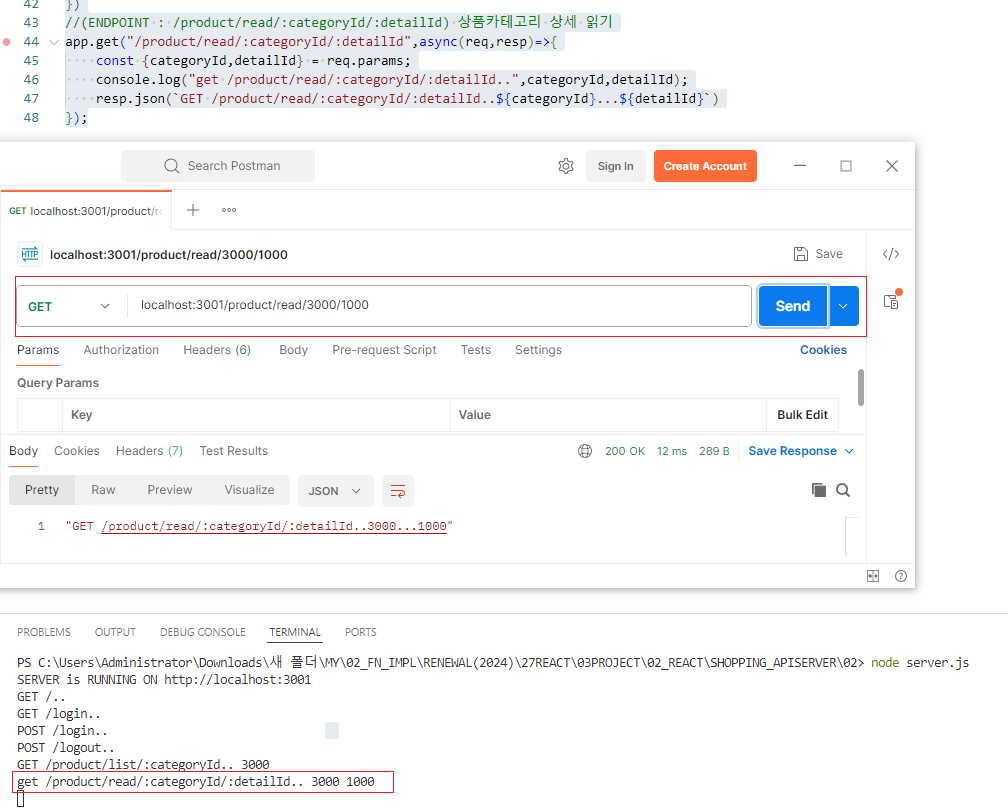 42 })
43 //(ENDPOINT : /product/read/:categoryId/:detailId) 상품카테고리 상세 읽기
44 app.get("/product/read/:categoryId/:detailId",async(req,resp)=>{
45 ····const {categoryId,detailId} = req.params;
46 ····console.log("get /product/read/:categoryId/:detailId..",categoryId,detailId);
47 ····resp.json(`GET /product/read/:categoryId/:detailId..${categoryId}...${detailId}`)
48 });
Search Postman Sign In Create Account
GET localhost:3001/product/re
HTTP localhost:3001/product/read/3000/1000 Save
GET localhost:3001/product/read/3000/1000 Send
Params Authorization Headers (6) Body Pre-request Script Tests Settings Cookies
Query Params
Key Value Bulk Edit
Body Cookies Headers (7) Test Results 200 OK 12 ms 289 B Save Response
Pretty Raw Preview Visualize JSON
1 "GET /product/read/:categoryId/:detailId..3000...1000"
PROBLEMS OUTPUT DEBUG CONSOLE TERMINAL PORTS
PS C:\Users\Administrator\Downloads\새 폴더\MY\02_FN_IMPL\RENEWAL(2024)\27REACT\03PROJECT\02_REACT\SHOPPING_APISERVER\02> node server.js
SERVER is RUNNING ON http://localhost:3001
GET /..
GET /login..
POST /login..
POST /logout..
GET /product/list/:categoryId.. 3000
get /product/read/:categoryId/:detailId.. 3000 1000